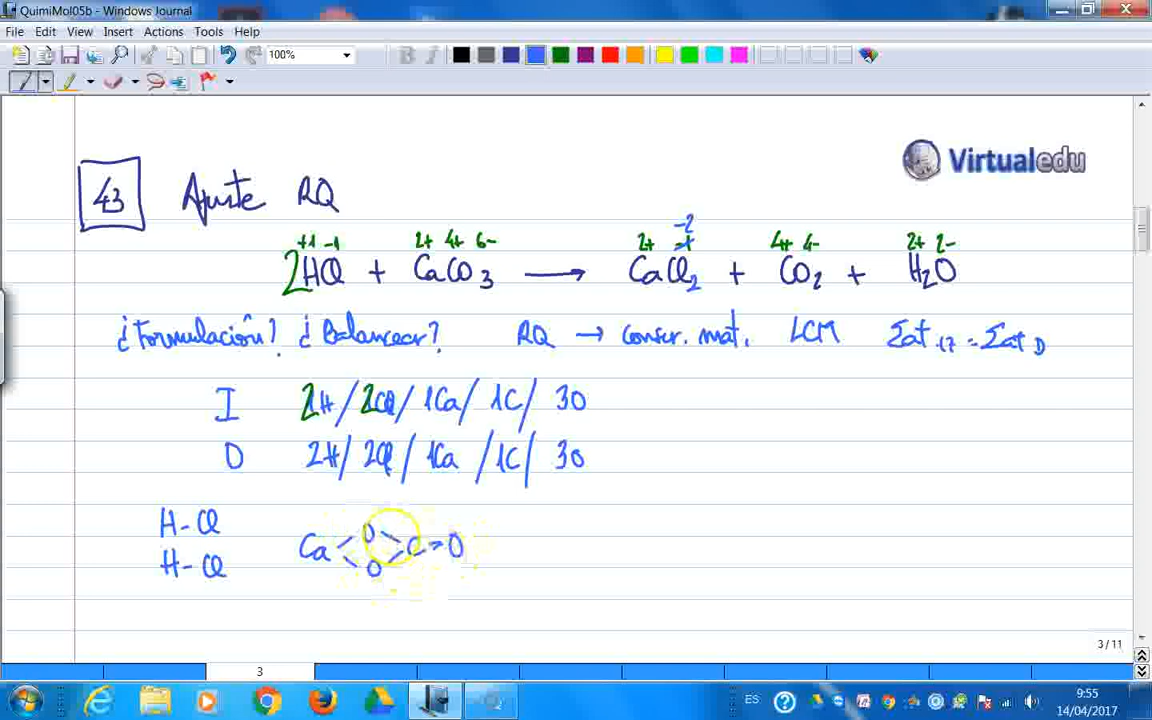 QuimiMol05b - Windows Journal
File Edit View Insert Actions Tools Help
100%
B I
Virtualedu
43 Ajuste RQ
+1 -1 2+ 4+ 6- 2+ -1 -2 4+ 4- 2+ 2-
2HCl + CaCO3 → CaCl2 + CO2 + H2O
¿Formulación? ¿Balancear? RQ → conser. mat. LCM Σat I = Σat D
I 2H/ 2Cl/ 1Ca/ 1C/ 3O
D 2H/ 2Cl/ 1Ca/ 1C/ 3O
H-Cl
H-Cl
Ca < O O > C = O
3 / 11
3
ES
9:55
14/04/2017